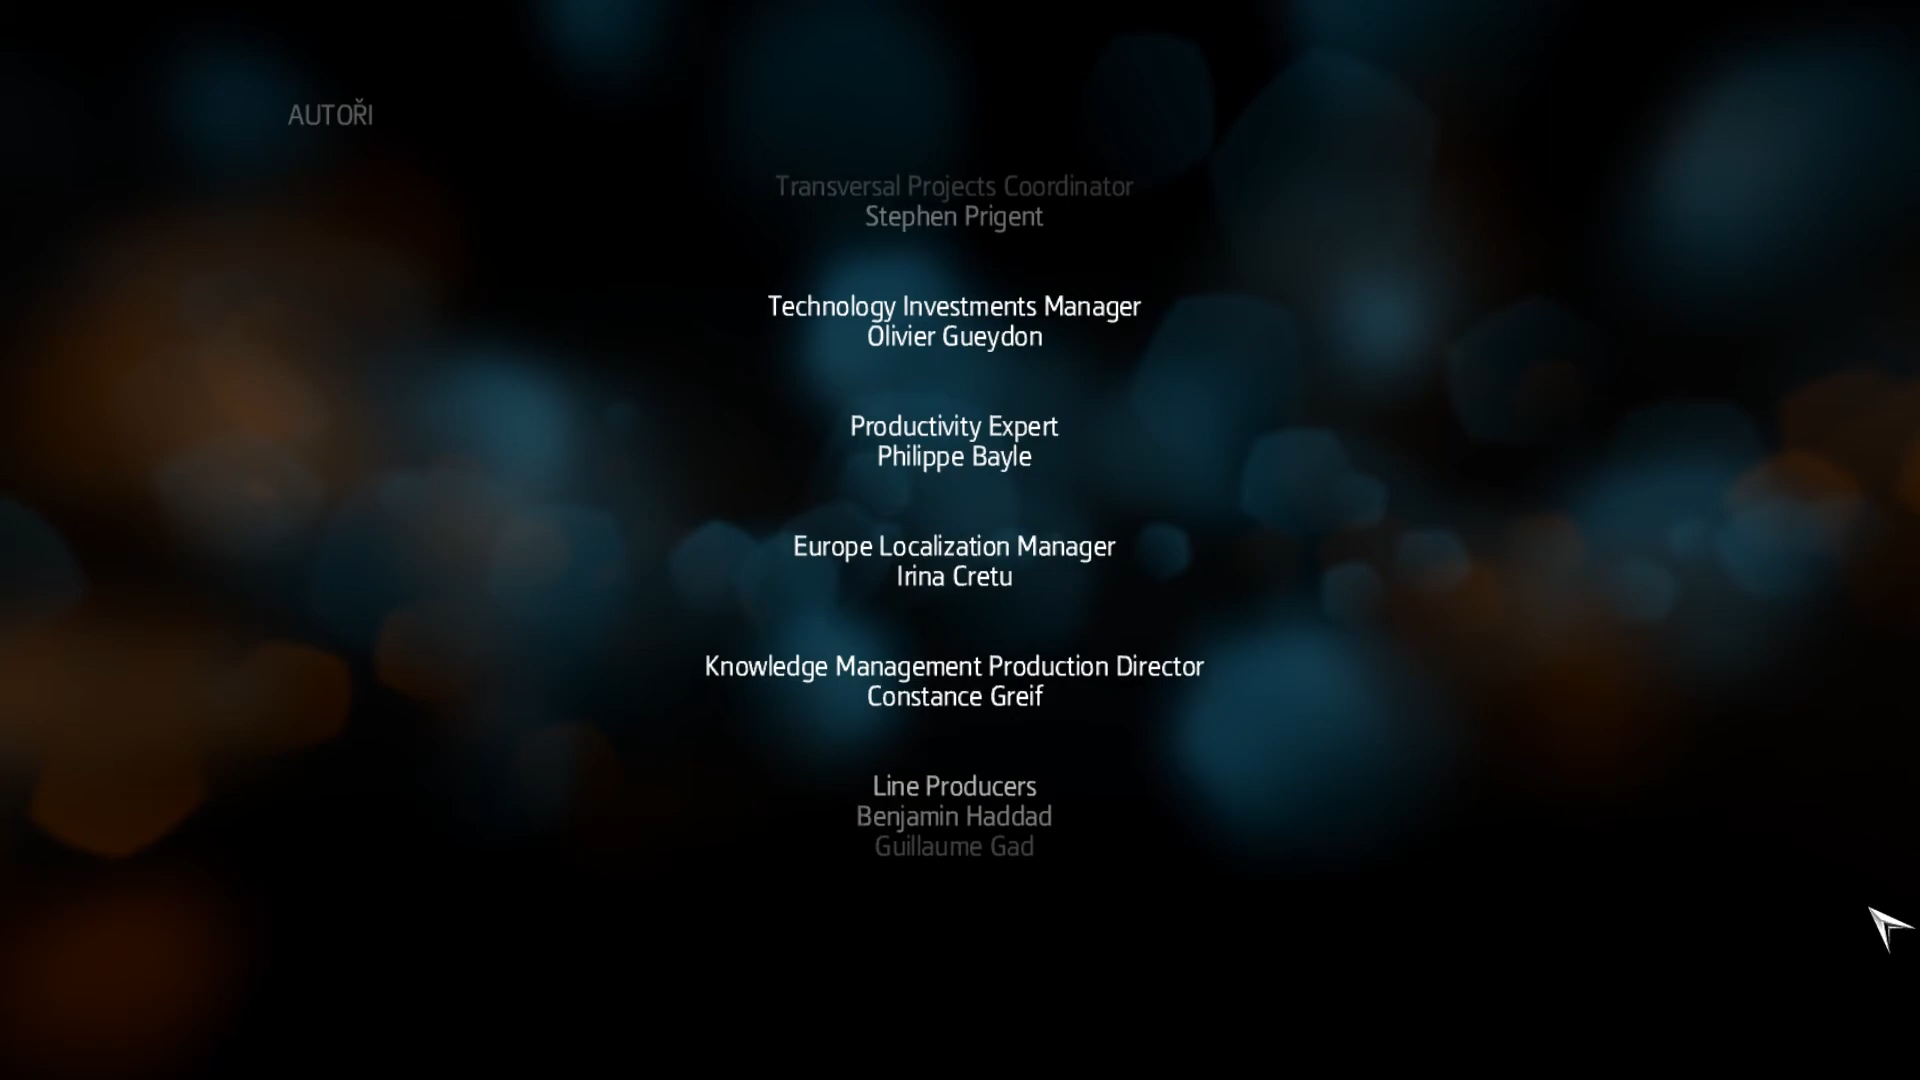 AUTOŘI
Transversal Projects Coordinator
Stephen Prigent
Technology Investments Manager
Olivier Gueydon
Productivity Expert
Philippe Bayle
Europe Localization Manager
Irina Cretu
Knowledge Management Production Director
Constance Greif
Line Producers
Benjamin Haddad
Guillaume Gad